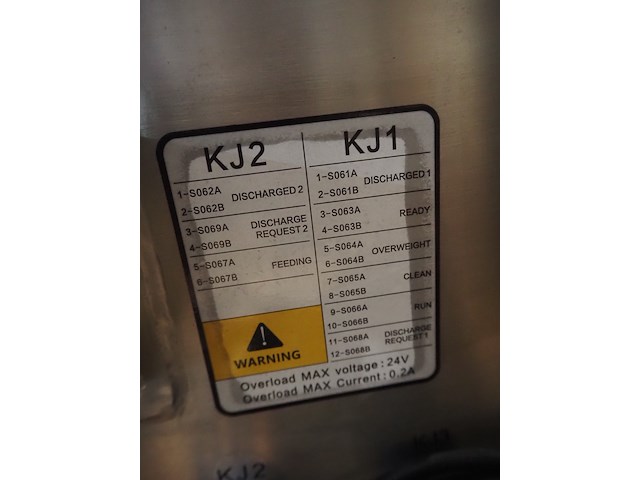 KJ2
1-S062A
2-S062B
DISCHARGED 2
3-S069A
4-S069B
DISCHARGE
REQUEST 2
5-S067A
6-S067B
FEEDING
WARNING
KJ1
1-S061A
2-S061B
DISCHARGED 1
3-S063A
4-S063B
READY
5-S064A
6-S064B
OVERWEIGHT
7-S065A
8-S065B
CLEAN
9-S066A
10-S066B
RUN
11-S068A
12-S068B
DISCHARGE
REQUEST 1
Overload MAX voltage : 24V
Overload MAX Current : 0.2A
KJ2
KJ1